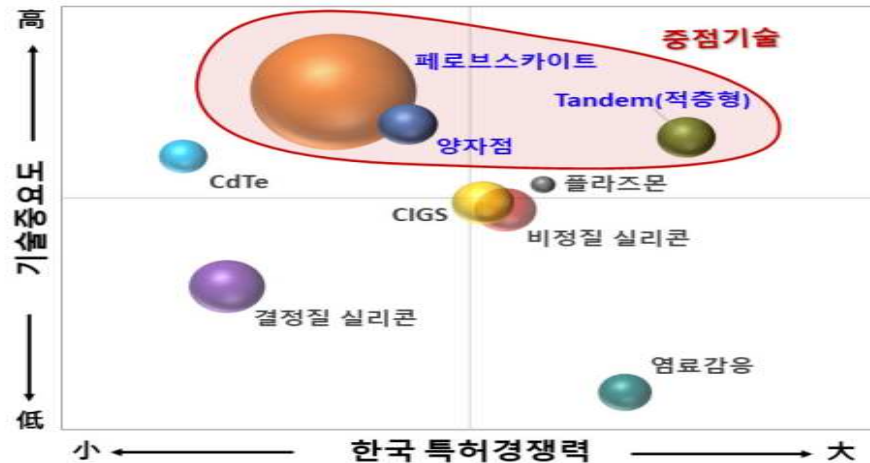 高
중점기술
페로브스카이트
Tandem(적층형)
양자점
CdTe
플라즈몬
CIGS
비정질 실리콘
기술중요도
결정질 실리콘
염료감응
低
小
한국 특허경쟁력
大